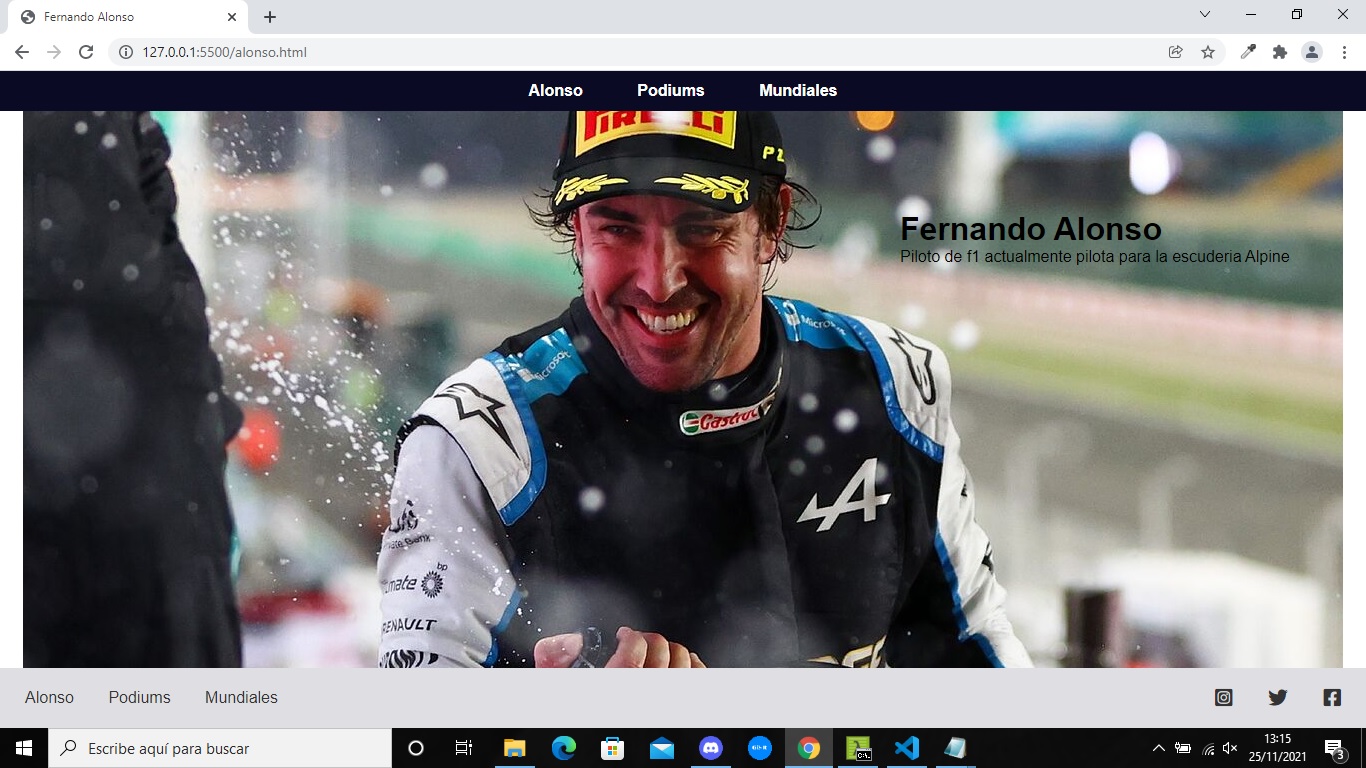 Fernando Alonso
127.0.0.1:5500/alonso.html
Alonso Podiums Mundiales
PIRELLI
Fernando Alonso
Piloto de f1 actualmente pilota para la escuderia Alpine
Microsoft
Castrol
bp
RENAULT
Alonso Podiums Mundiales
Escribe aquí para buscar
13:15
25/11/2021
3